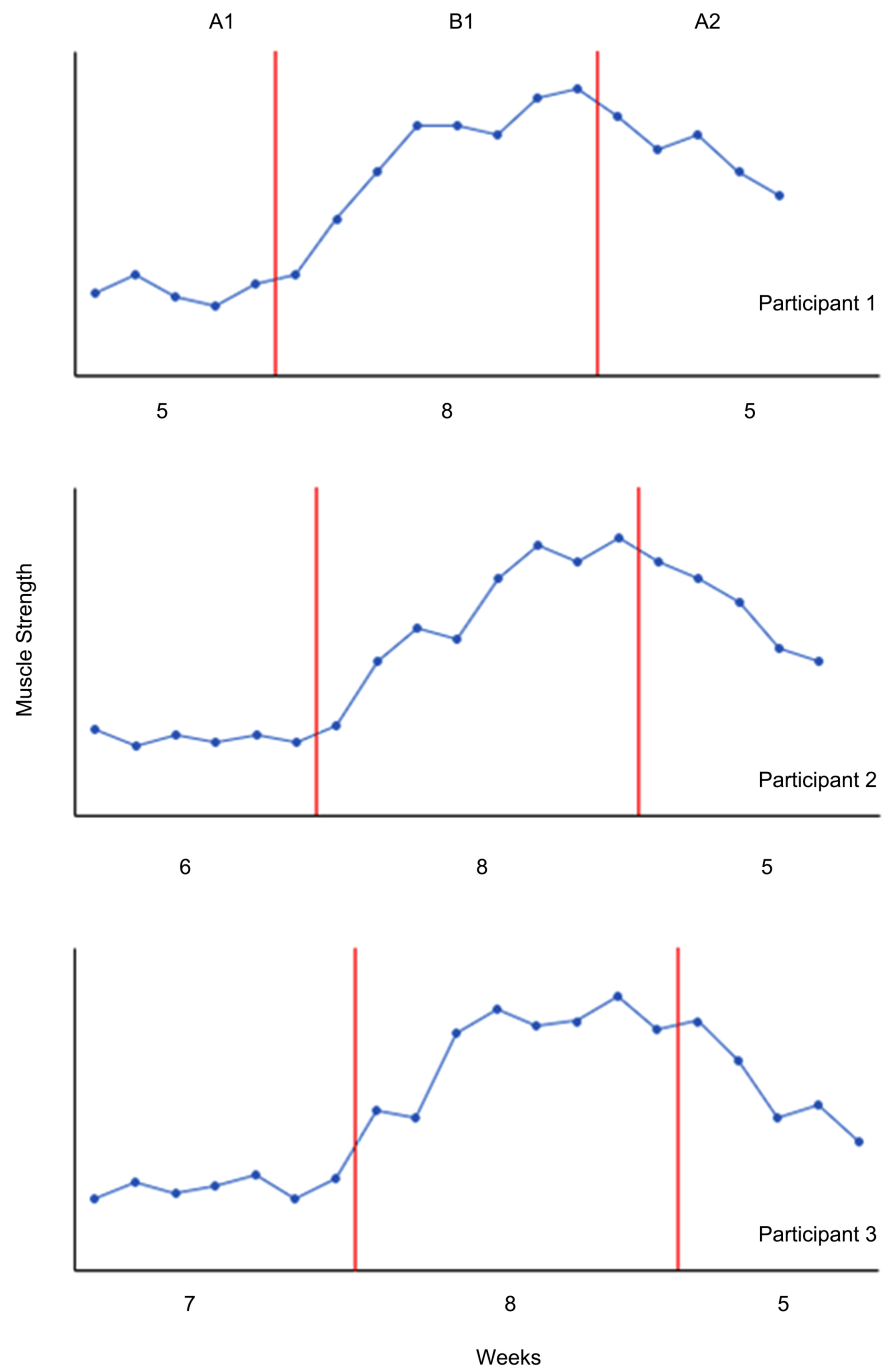 A1 B1 A2
Participant 1
5 8 5
Muscle Strength
Participant 2
6 8 5
Participant 3
7 8 5
Weeks